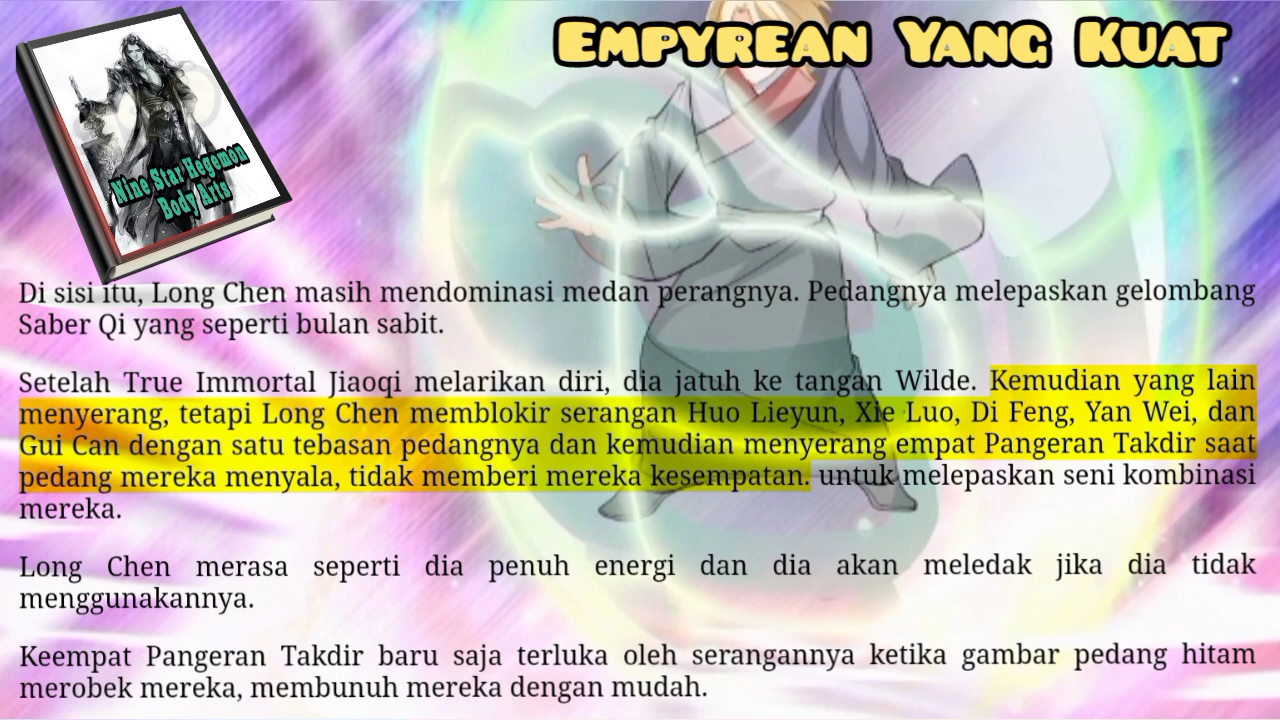 Empyrean Yang Kuat
Nine Star Hegemon
Body Arts
Di sisi itu, Long Chen masih mendominasi medan perangnya. Pedangnya melepaskan gelombang
Saber Qi yang seperti bulan sabit.
Setelah True Immortal Jiaoqi melarikan diri, dia jatuh ke tangan Wilde. Kemudian yang lain
menyerang, tetapi Long Chen memblokir serangan Huo Lieyun, Xie Luo, Di Feng, Yan Wei, dan
Gui Can dengan satu tebasan pedangnya dan kemudian menyerang empat Pangeran Takdir saat
pedang mereka menyala, tidak memberi mereka kesempatan. untuk melepaskan seni kombinasi
mereka.
Long Chen merasa seperti dia penuh energi dan dia akan meledak jika dia tidak
menggunakannya.
Keempat Pangeran Takdir baru saja terluka oleh serangannya ketika gambar pedang hitam
merobek mereka, membunuh mereka dengan mudah.